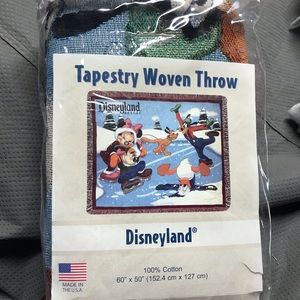 Tapestry Woven Throw
Disneyland
Disneyland®
100% Cotton
60" x 50" (152.4 cm x 127 cm)
MADE IN
THE U.S.A.